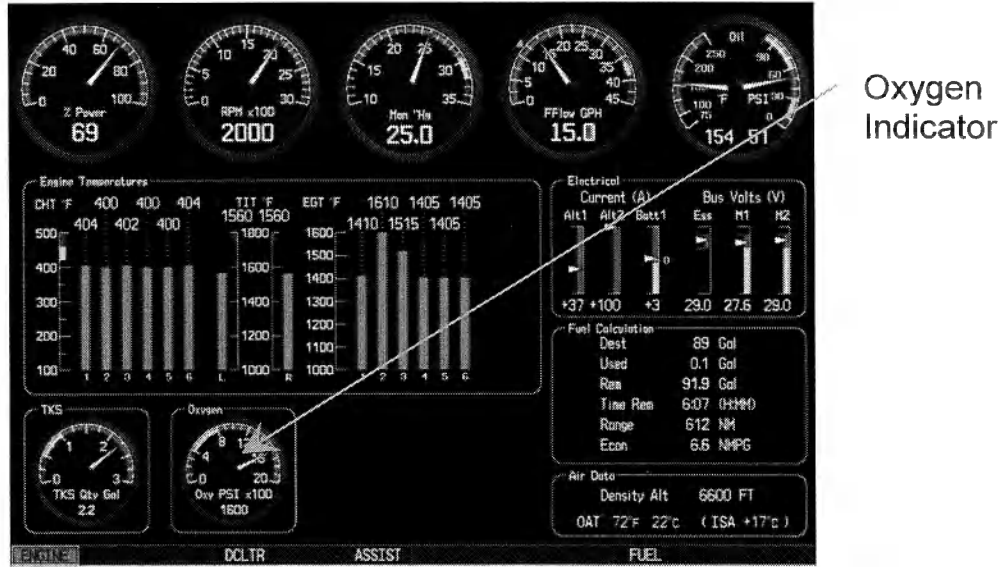 Oxygen
Indicator
20 40 60 80 100
0
% Power
69
0 5 10 15 20 25 30
RPM x100
2000
10 15 20 25 35
Man "Hg
25.0
0 5 10 20 25 30 35 40 45
FFlow GPH
15.0
Oil
250 200 100 75
°F
90 60 30 0
PSI
154 51
Engine Temperatures
CHT °F 400 400 404
404 402 400
500
400
300
200
100
1 2 3 4 5 6
TIT °F
1560 1560
1800
1600
1400
1200
1000
L R
EGT °F 1610 1405 1405
1410 1515 1405
1600
1500
1400
1300
1200
1100
1000
2 3 4 5 6
Electrical
Current (A) Bus Volts (V)
Alt1 Alt2 Batt1 Ess M1 M2
0
+37 +100 +3 29.0 27.6 29.0
Fuel Calculation
Dest 89 Gal
Used 0.1 Gal
Rem 91.9 Gal
Time Rem 6:07 (H:MM)
Range 612 NM
Econ 6.6 NMPG
TKS
0 1 2 3
TKS Qty Gal
2.2
Oxygen
0 4 8 16 20
Oxy PSI x100
1600
Air Data
Density Alt 6600 FT
OAT 72°F 22°C (ISA +17°C)
ENGINE DCLTR ASSIST FUEL